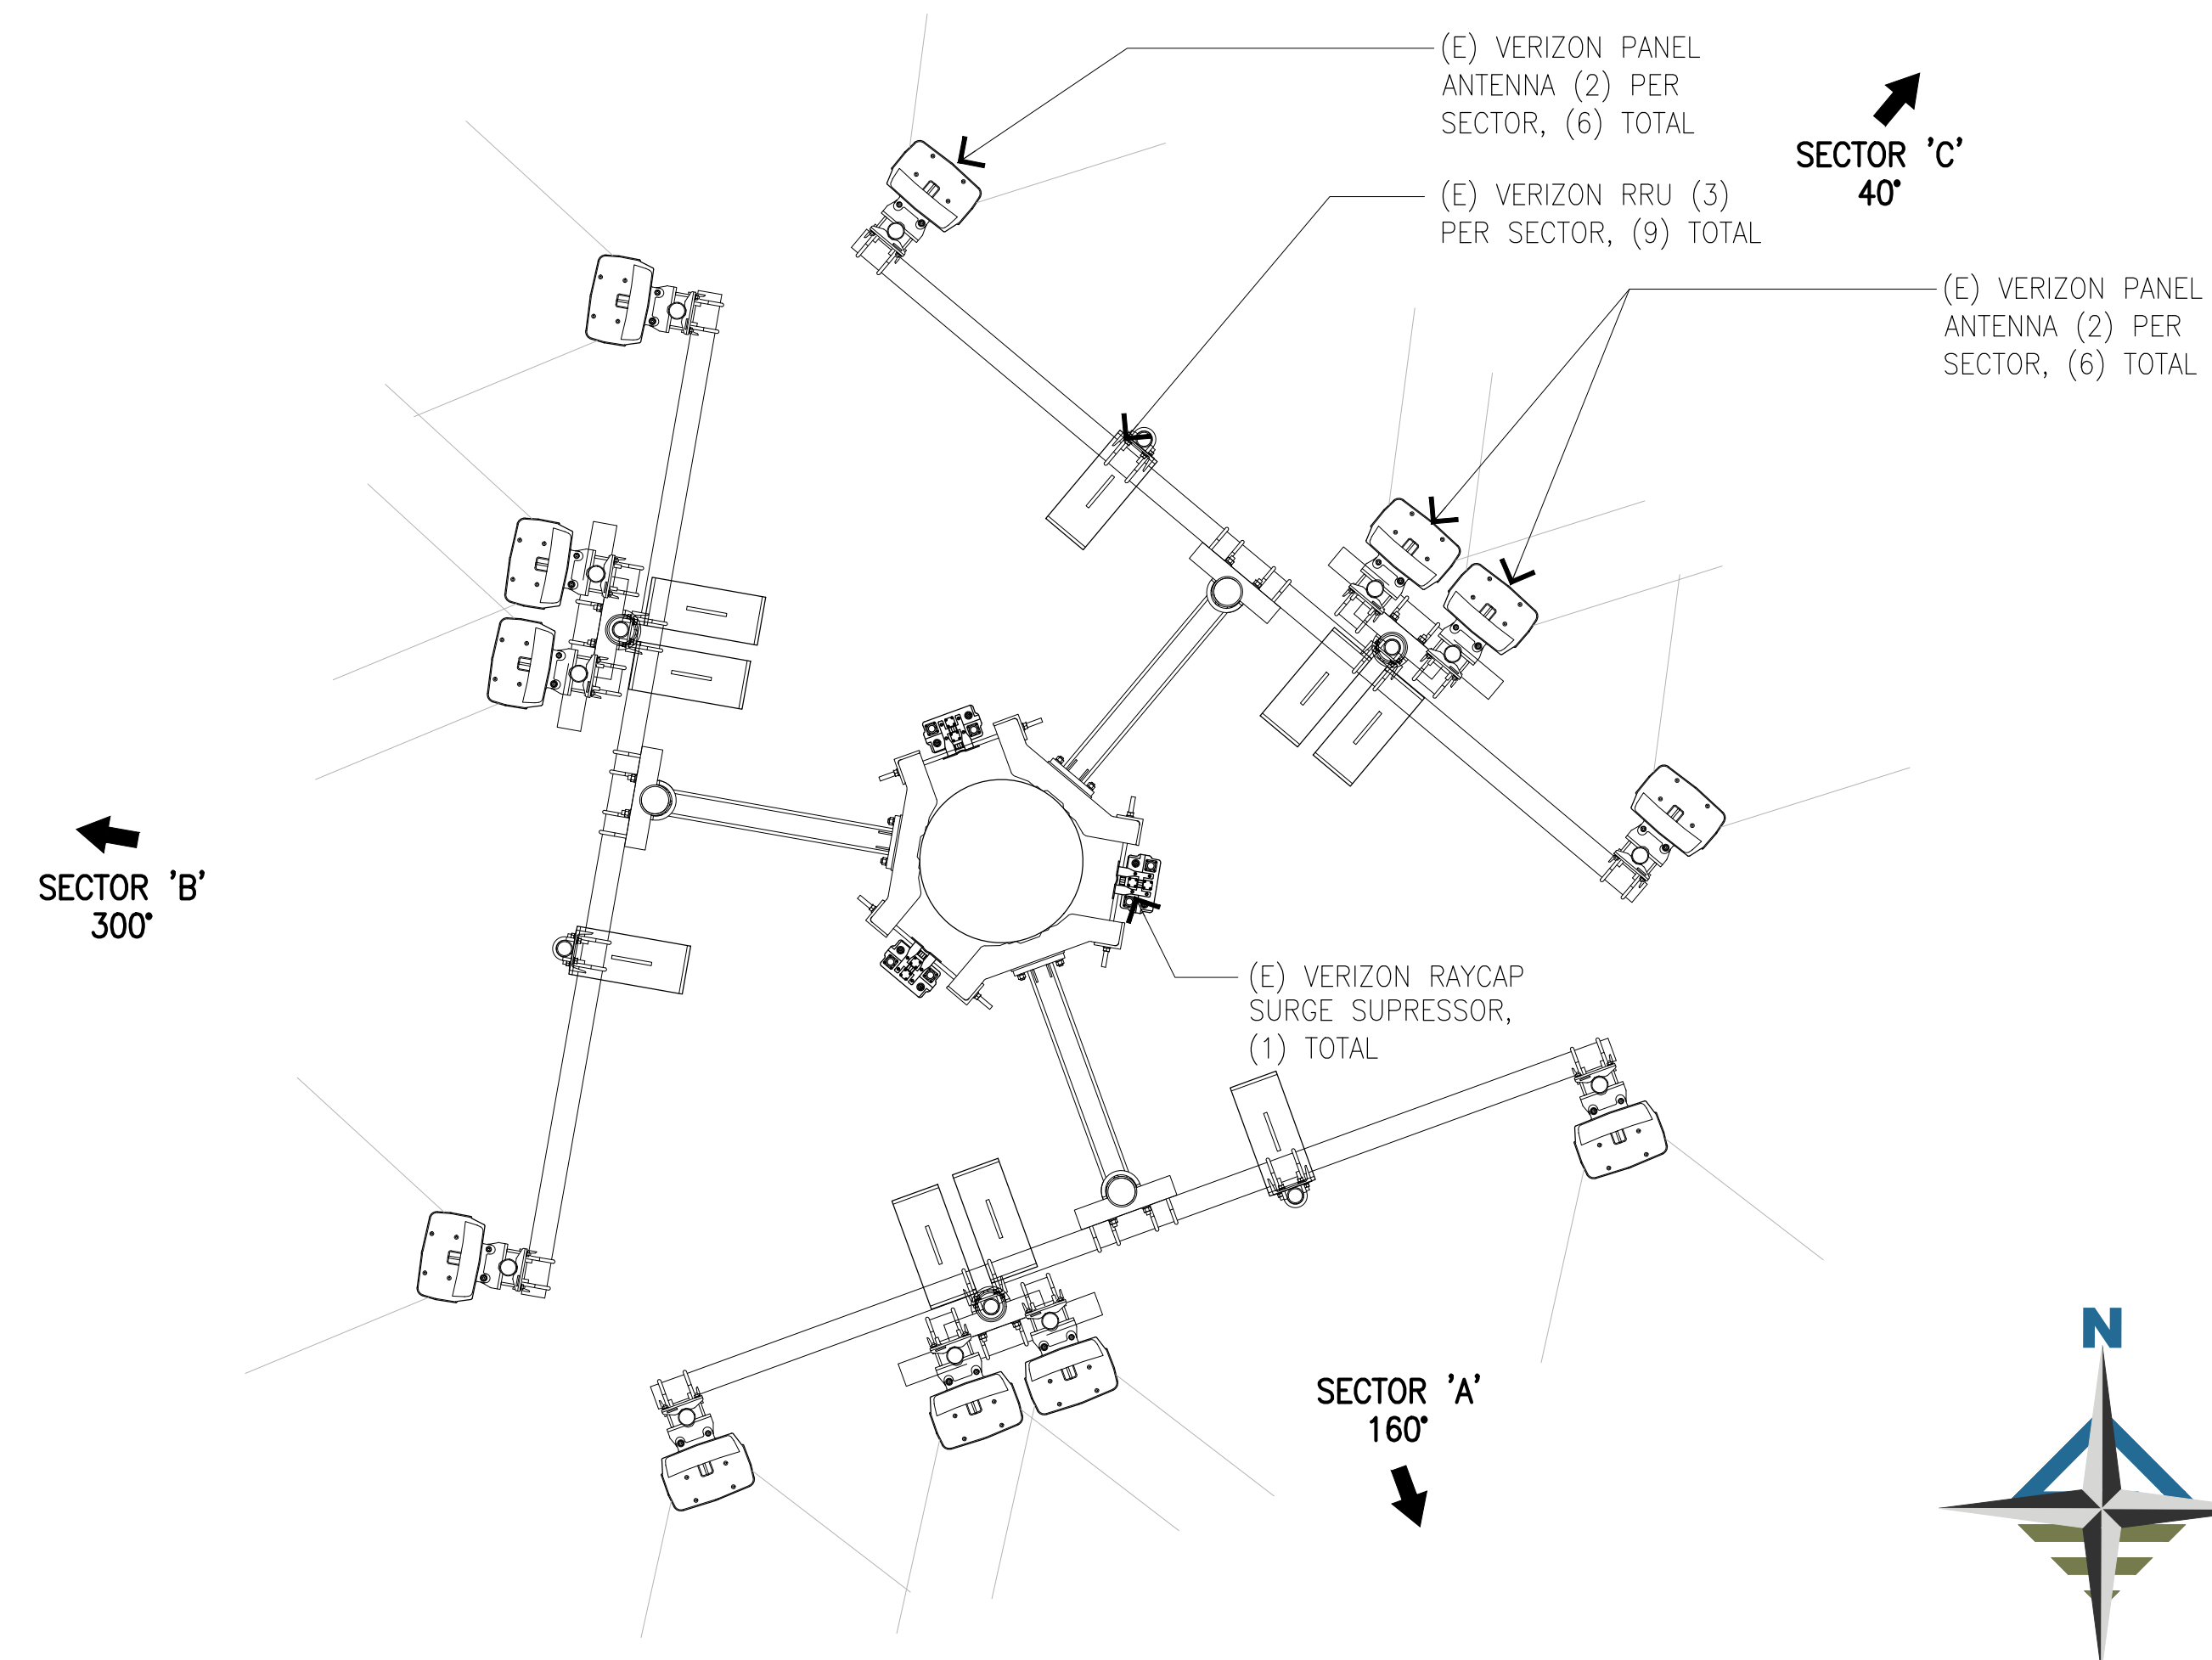 (E) VERIZON PANEL
ANTENNA (2) PER
SECTOR, (6) TOTAL
SECTOR 'C'
40°
(E) VERIZON RRU (3)
PER SECTOR, (9) TOTAL
(E) VERIZON PANEL
ANTENNA (2) PER
SECTOR, (6) TOTAL
SECTOR 'B'
300°
(E) VERIZON RAYCAP
SURGE SUPRESSOR,
(1) TOTAL
SECTOR 'A'
160°
N